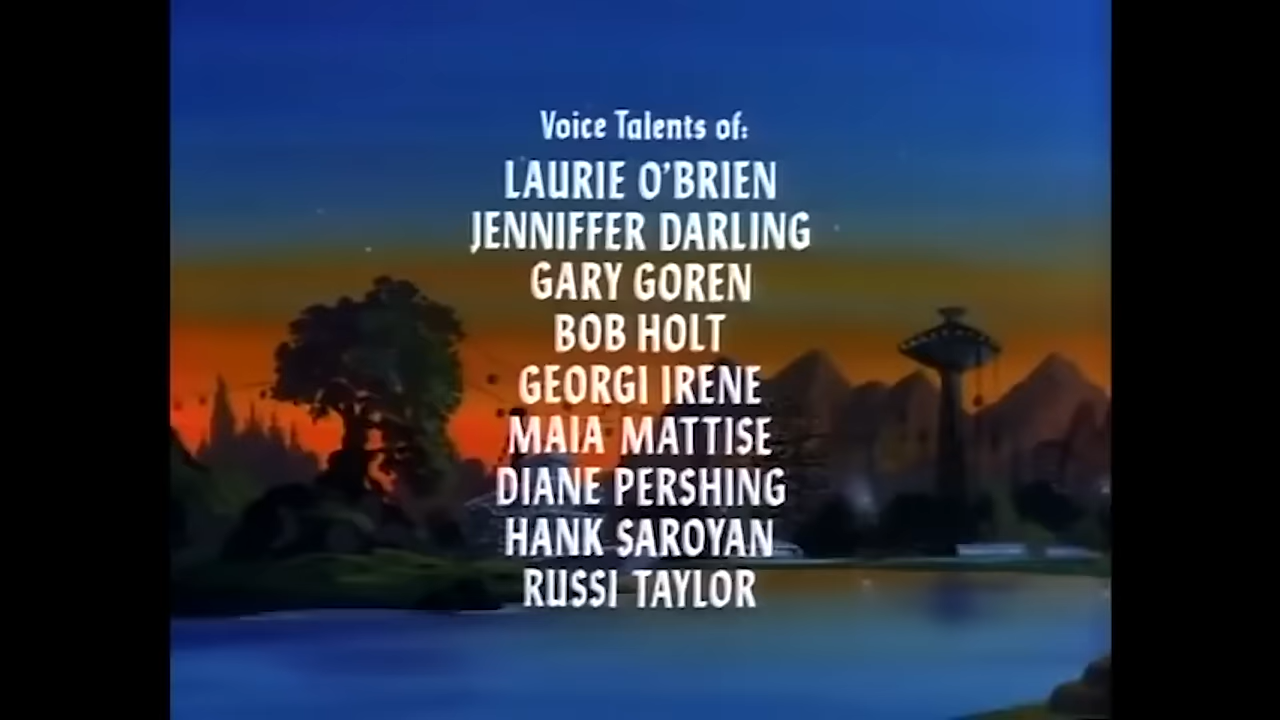 Voice Talents of:
LAURIE O'BRIEN
JENNIFFER DARLING
GARY GOREN
BOB HOLT
GEORGI IRENE
MAIA MATTISE
DIANE PERSHING
HANK SAROYAN
RUSSI TAYLOR